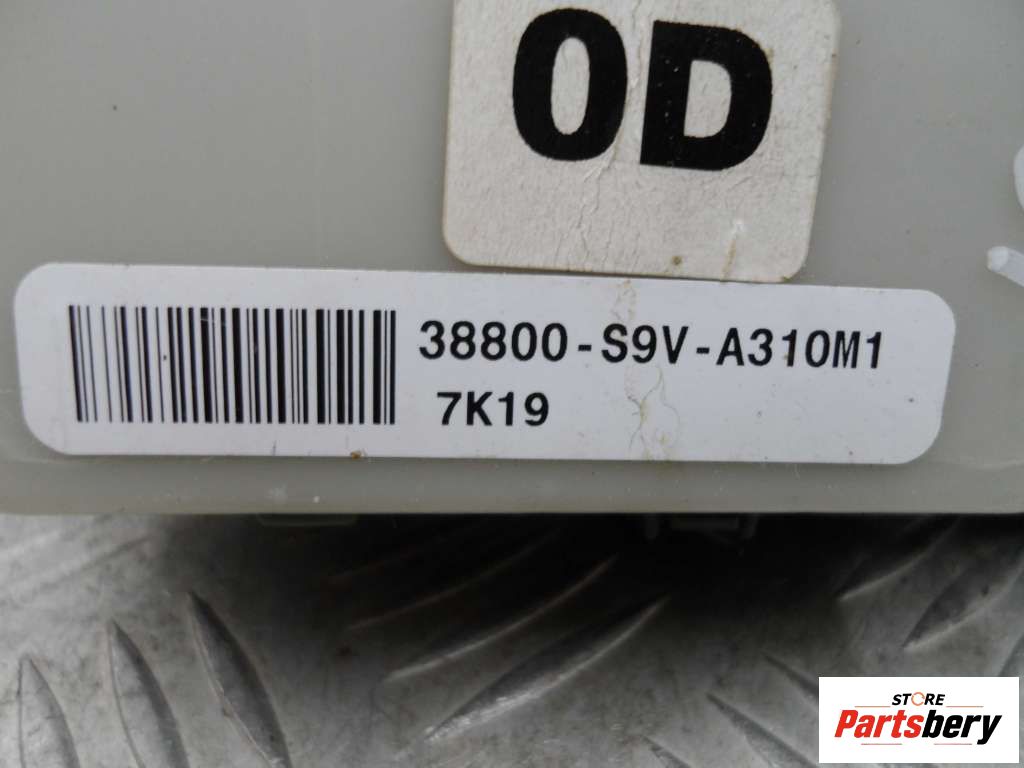 0D
38800-S9V-A310M1
7K19
STORE
Partsbery